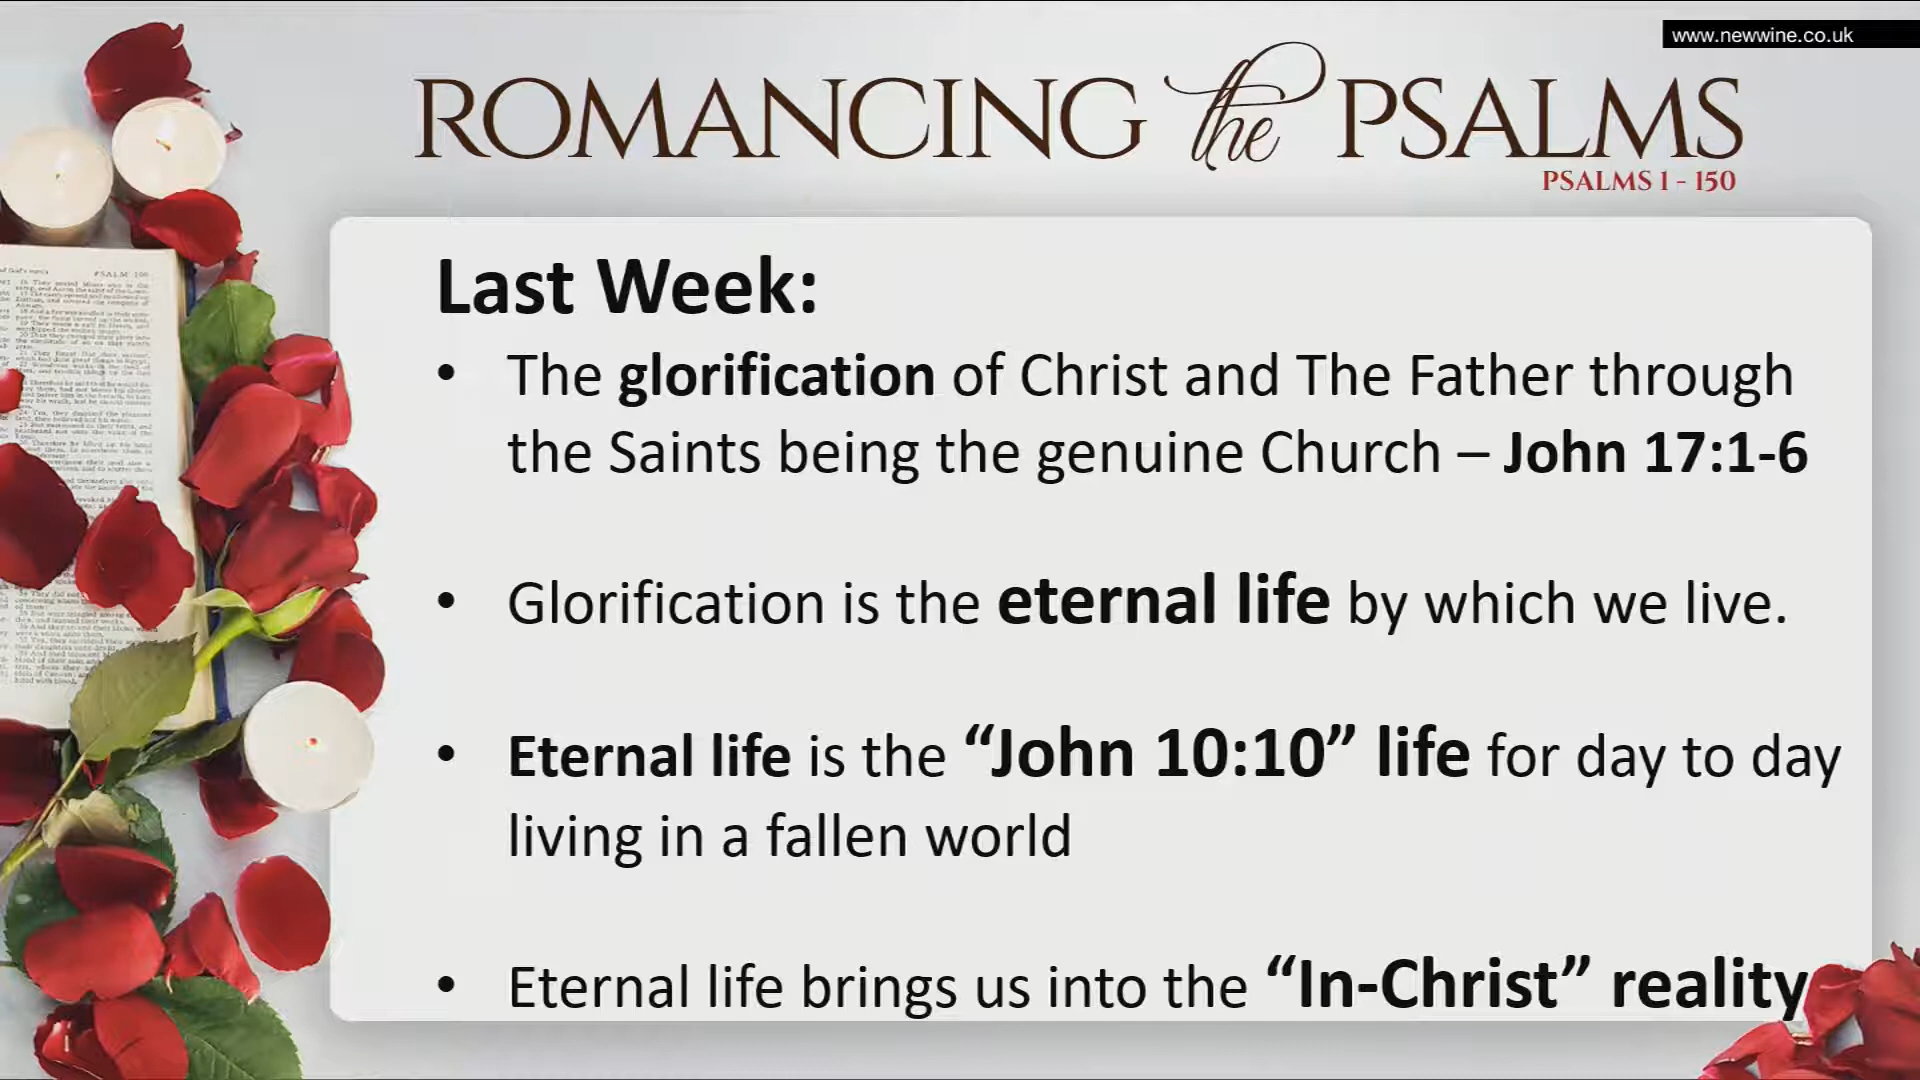 www.newwine.co.uk
ROMANCING the PSALMS
PSALMS 1 - 150
Last Week:
• The glorification of Christ and The Father through
the Saints being the genuine Church – John 17:1-6
• Glorification is the eternal life by which we live.
• Eternal life is the “John 10:10” life for day to day
living in a fallen world
• Eternal life brings us into the “In-Christ” reality